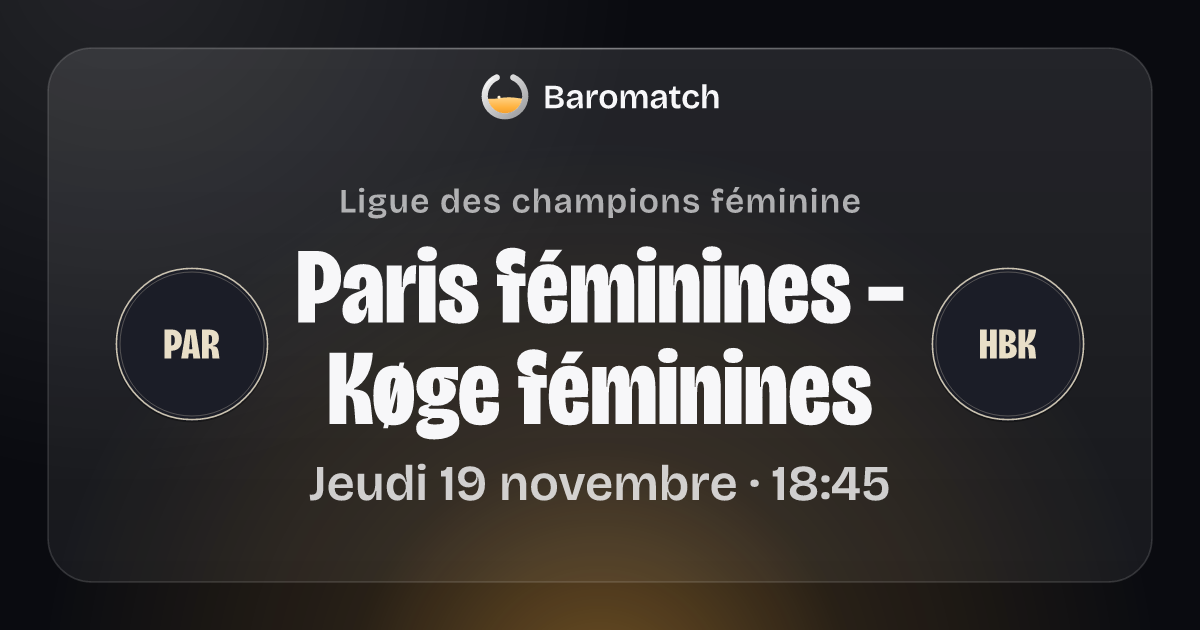 Baromatch
Ligue des champions féminine
Paris féminines –
Køge féminines
PAR
HBK
Jeudi 19 novembre · 18:45